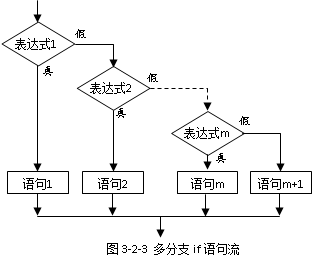 表达式1
假
真
表达式2
假
真
表达式m
假
真
语句1
语句2
语句m
语句m+1
图 3-2-3 多分支 if 语句流